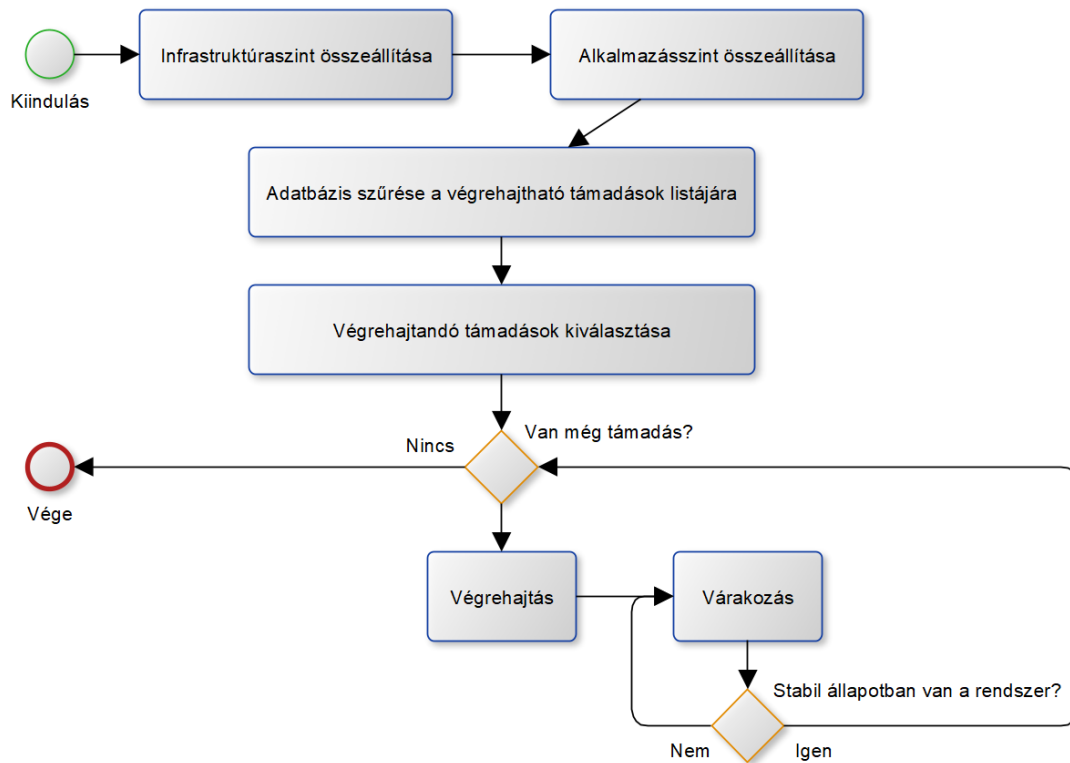 Infrastruktúraszint összeállítása
Alkalmazásszint összeállítása
Kiindulás
Adatbázis szűrése a végrehajtható támadások listájára
Végrehajtandó támadások kiválasztása
Van még támadás?
Nincs
Vége
Végrehajtás
Várakozás
Stabil állapotban van a rendszer?
Nem
Igen